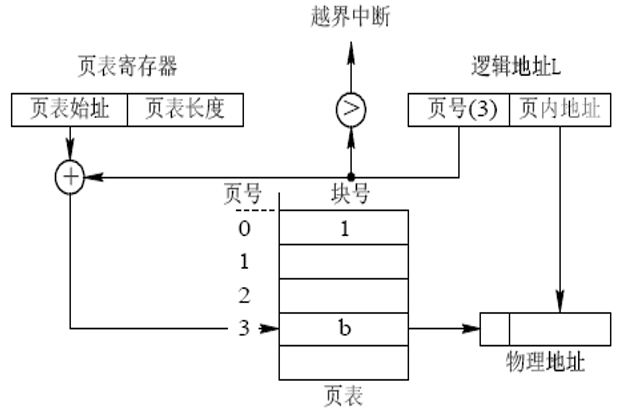 越界中断
页表寄存器
逻辑地址L
页表始址 页表长度
>
页号(3) 页内地址
+
页号 块号
0 1
1
2
3 b
物理地址
页表